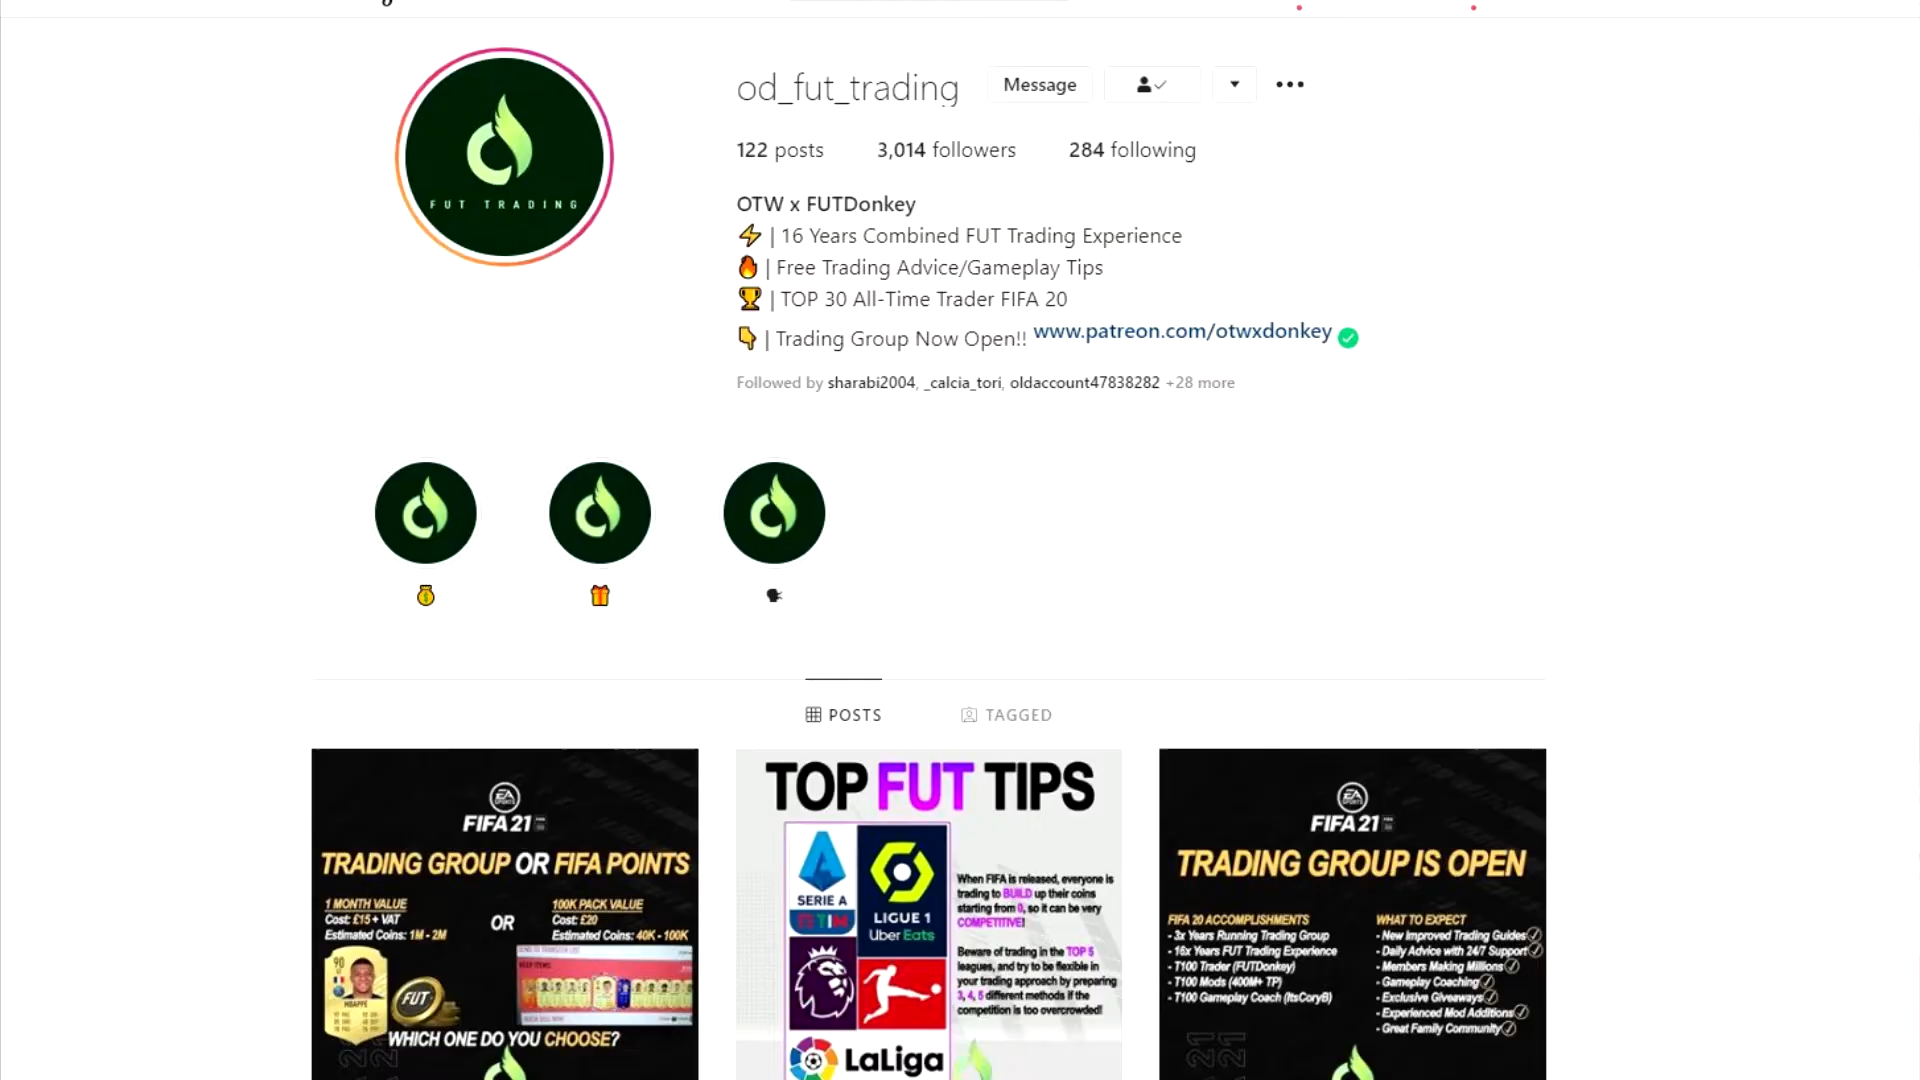 od_fut_trading
Message
122 posts 3,014 followers 284 following
OTW x FUTDonkey
⚡ | 16 Years Combined FUT Trading Experience
🔥 | Free Trading Advice/Gameplay Tips
🏆 | TOP 30 All-Time Trader FIFA 20
👇 | Trading Group Now Open!! www.patreon.com/otwxdonkey
Followed by sharabi2004, _calcia_tori, oldaccount47838282 +28 more
FUT TRADING
POSTS
TAGGED
EA SPORTS
FIFA 21
TRADING GROUP OR FIFA POINTS
1 MONTH VALUE
Cost: £15 + VAT
Estimated Coins: 1M - 2M
OR
100K PACK VALUE
Cost: £20
Estimated Coins: 40K - 100K
90
MBAPPE
FUT
WHICH ONE DO YOU CHOOSE?
TOP FUT TIPS
SERIE A
TIM
LIGUE 1
Uber Eats
LaLiga
When FIFA is released, everyone is
trading to BUILD up their coins
starting from 0, so it can be very
COMPETITIVE!
Beware of trading in the TOP 5
leagues, and try to be flexible in
your trading approach by preparing
3, 4, 5 different methods if the
competition is too overcrowded!
EA SPORTS
FIFA 21
TRADING GROUP IS OPEN
FIFA 20 ACCOMPLISHMENTS
- 3x Years Running Trading Group
- 16x Years FUT Trading Experience
- T100 Trader (FUTDonkey)
- T100 Mods (400M+ TP)
- T100 Gameplay Coach (ItsCoryB)
WHAT TO EXPECT
- New Improved Trading Guides
- Daily Advice with 24/7 Support
- Members Making Millions
- Gameplay Coaching
- Exclusive Giveaways
- Experienced Mod Additions
- Great Family Community